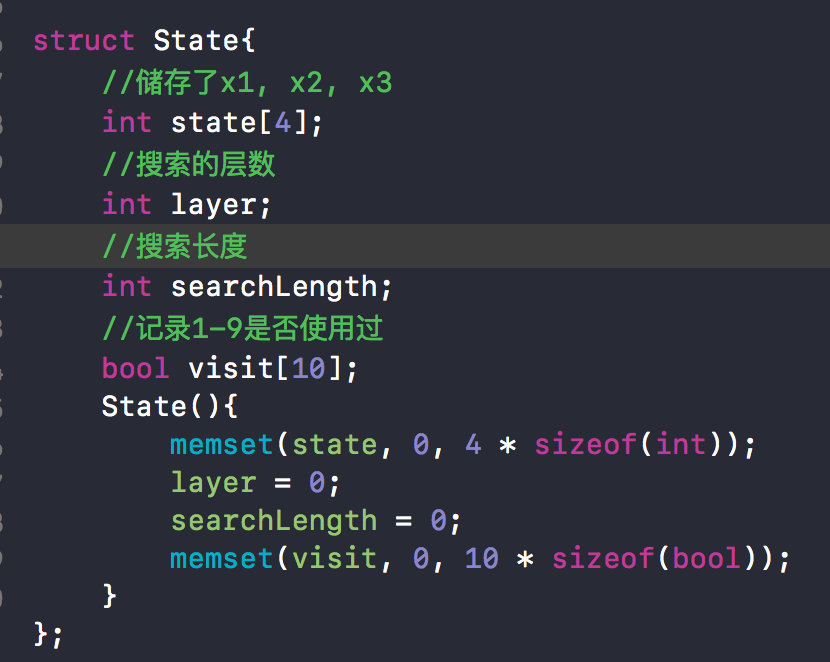 struct State{
    //储存了x1, x2, x3
    int state[4];
    //搜索的层数
    int layer;
    //搜索长度
    int searchLength;
    //记录1-9是否使用过
    bool visit[10];
    State(){
        memset(state, 0, 4 * sizeof(int));
        layer = 0;
        searchLength = 0;
        memset(visit, 0, 10 * sizeof(bool));
    }
};